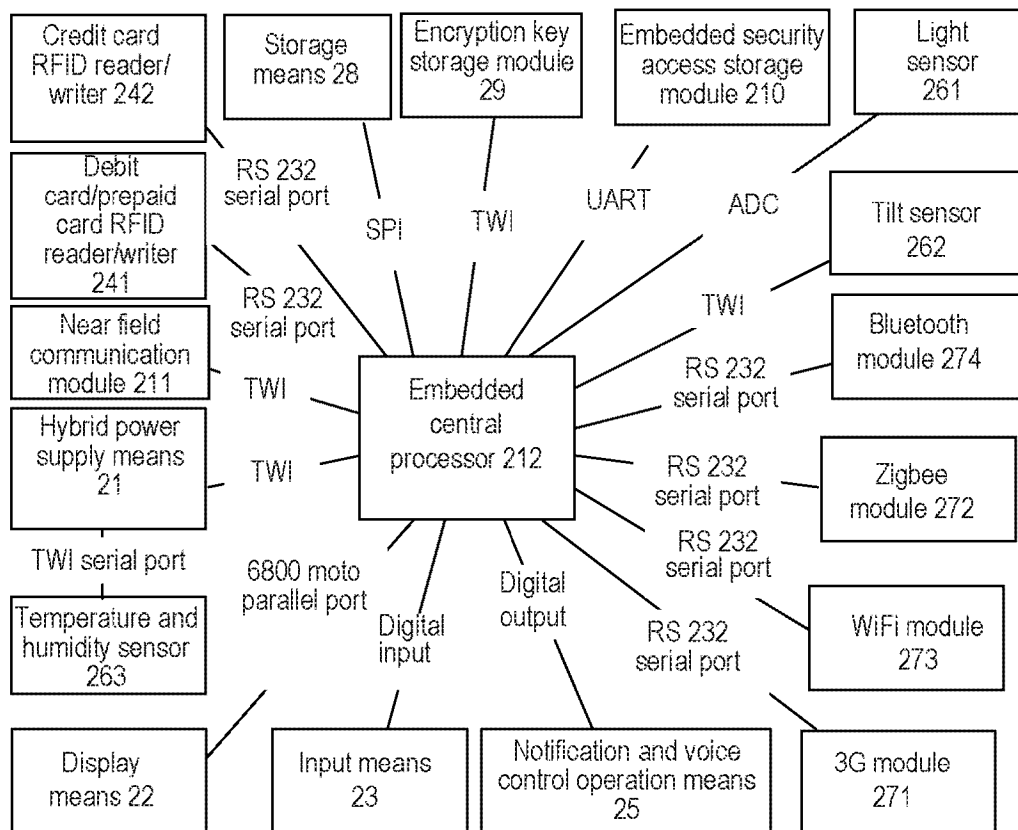 Credit card
RFID reader/
writer 242
Storage
means 28
Encryption key
storage module
29
Embedded security
access storage
module 210
Light
sensor
261
RS 232
serial port
SPI
TWI
UART
ADC
Debit
card/prepaid
card RFID
reader/writer
241
Tilt sensor
262
RS 232
serial port
TWI
Near field
communication
module 211
TWI
Bluetooth
module 274
RS 232
serial port
Embedded
central
processor 212
Hybrid power
supply means
21
TWI
RS 232
serial port
Zigbee
module 272
TWI serial port
6800 moto
parallel port
Digital
input
Digital
output
RS 232
serial port
Temperature and
humidity sensor
263
RS 232
serial port
WiFi module
273
Display
means 22
Input means
23
Notification and voice
control operation means
25
3G module
271